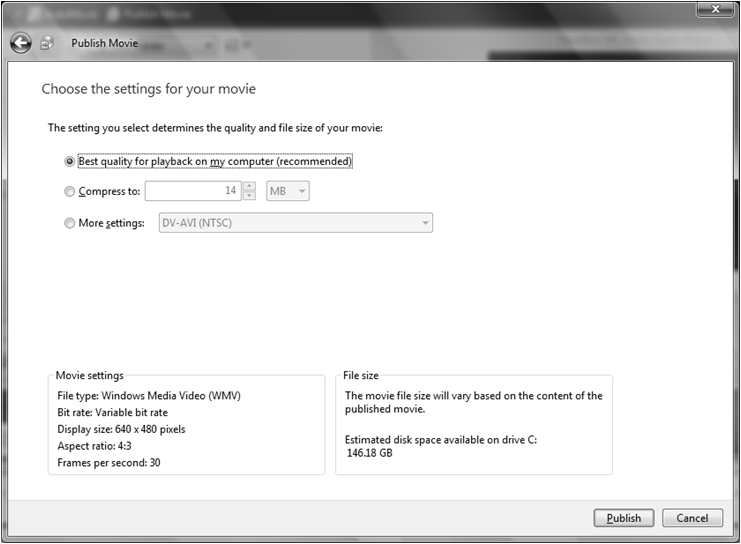 Publish Movie
Publish Movie
Choose the settings for your movie
The setting you select determines the quality and file size of your movie:
Best quality for playback on my computer (recommended)
Compress to: 14 MB
More settings: DV-AVI (NTSC)
Movie settings
File type: Windows Media Video (WMV)
Bit rate: Variable bit rate
Display size: 640 x 480 pixels
Aspect ratio: 4:3
Frames per second: 30
File size
The movie file size will vary based on the content of the
published movie.
Estimated disk space available on drive C:
146.18 GB
Publish Cancel